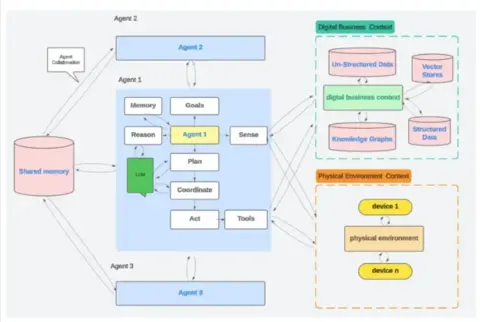 Agent 2
Digital Business Context
Agent
Collaboration
Agent 2
Un-Structured Data
Vector
Stores
Agent 1
Memory
Goals
digtal business context
Reason
Agent 1
Sense
Shared memory
LLM
Plan
Knowledge Graphs
Structured
Data
Coordinate
Physical Environment Context
Act
Tools
device 1
physical environment
Agent 3
device n
Agent